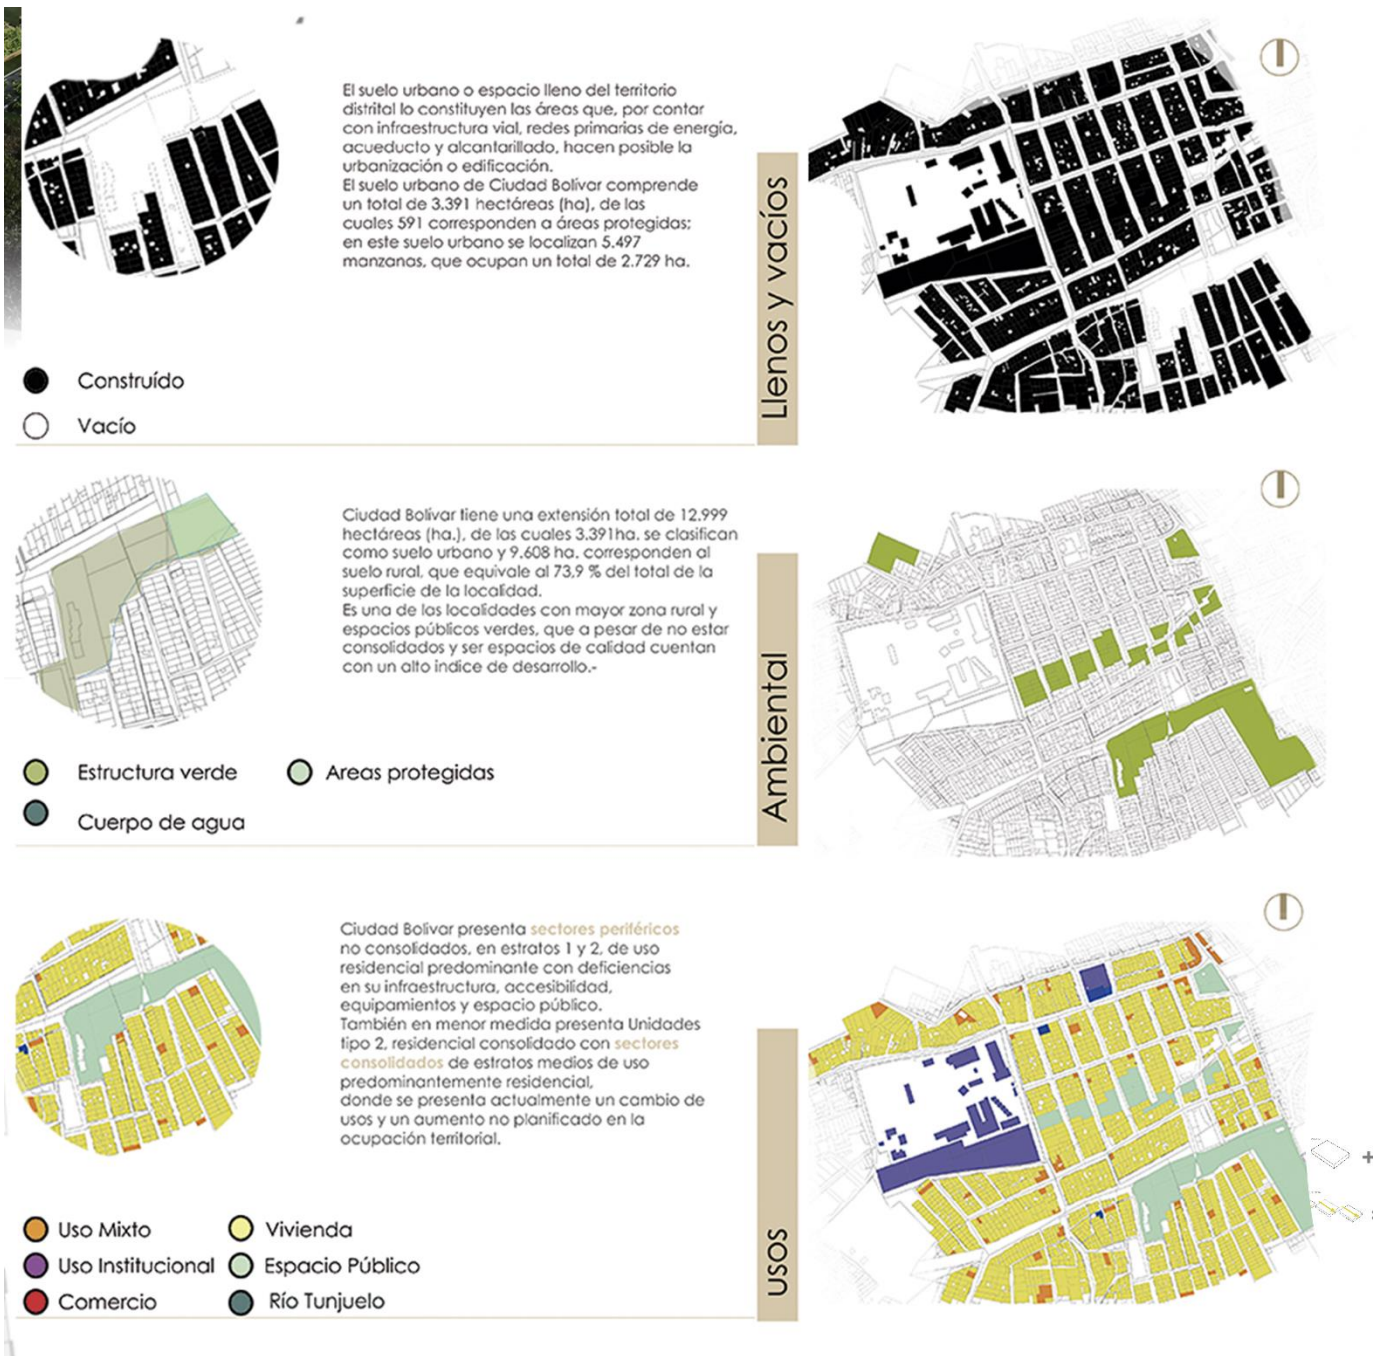 El suelo urbano o espacio lleno del territorio
distrital lo constituyen las áreas que, por contar
con infraestructura vial, redes primarias de energía,
acueducto y alcantarillado, hacen posible la
urbanización o edificación.
El suelo urbano de Ciudad Bolívar comprende
un total de 3.391 hectáreas (ha), de las
cuales 591 corresponden a áreas protegidas;
en este suelo urbano se localizan 5.497
manzanas, que ocupan un total de 2.729 ha.
Construído
Vacío
Llenos y vacíos
Ciudad Bolívar tiene una extensión total de 12.999
hectáreas (ha.), de las cuales 3.391ha. se clasifican
como suelo urbano y 9.608 ha. corresponden al
suelo rural, que equivale al 73,9 % del total de la
superficie de la localidad.
Es una de las localidades con mayor zona rural y
espacios públicos verdes, que a pesar de no estar
consolidados y ser espacios de calidad cuentan
con un alto indice de desarrollo.-
Estructura verde
Areas protegidas
Cuerpo de agua
Ambiental
Ciudad Bolívar presenta sectores periféricos
no consolidados, en estratos 1 y 2, de uso
residencial predominante con deficiencias
en su infraestructura, accesibilidad,
equipamientos y espacio público.
También en menor medida presenta Unidades
tipo 2, residencial consolidado con sectores
consolidados de estratos medios de uso
predominantemente residencial,
donde se presenta actualmente un cambio de
usos y un aumento no planificado en la
ocupación territorial.
Uso Mixto
Vivienda
Uso Institucional
Espacio Público
Comercio
Río Tunjuelo
usos
+